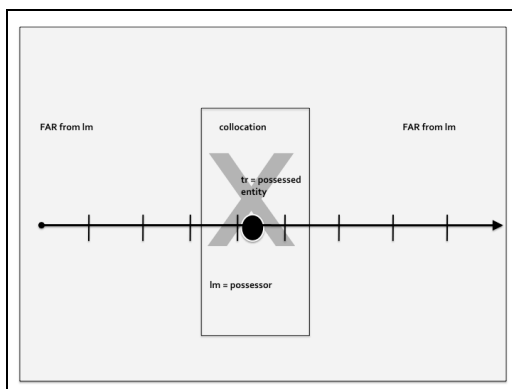 FAR from lm
collocation
FAR from lm
X
tr = possessed
entity
lm = possessor